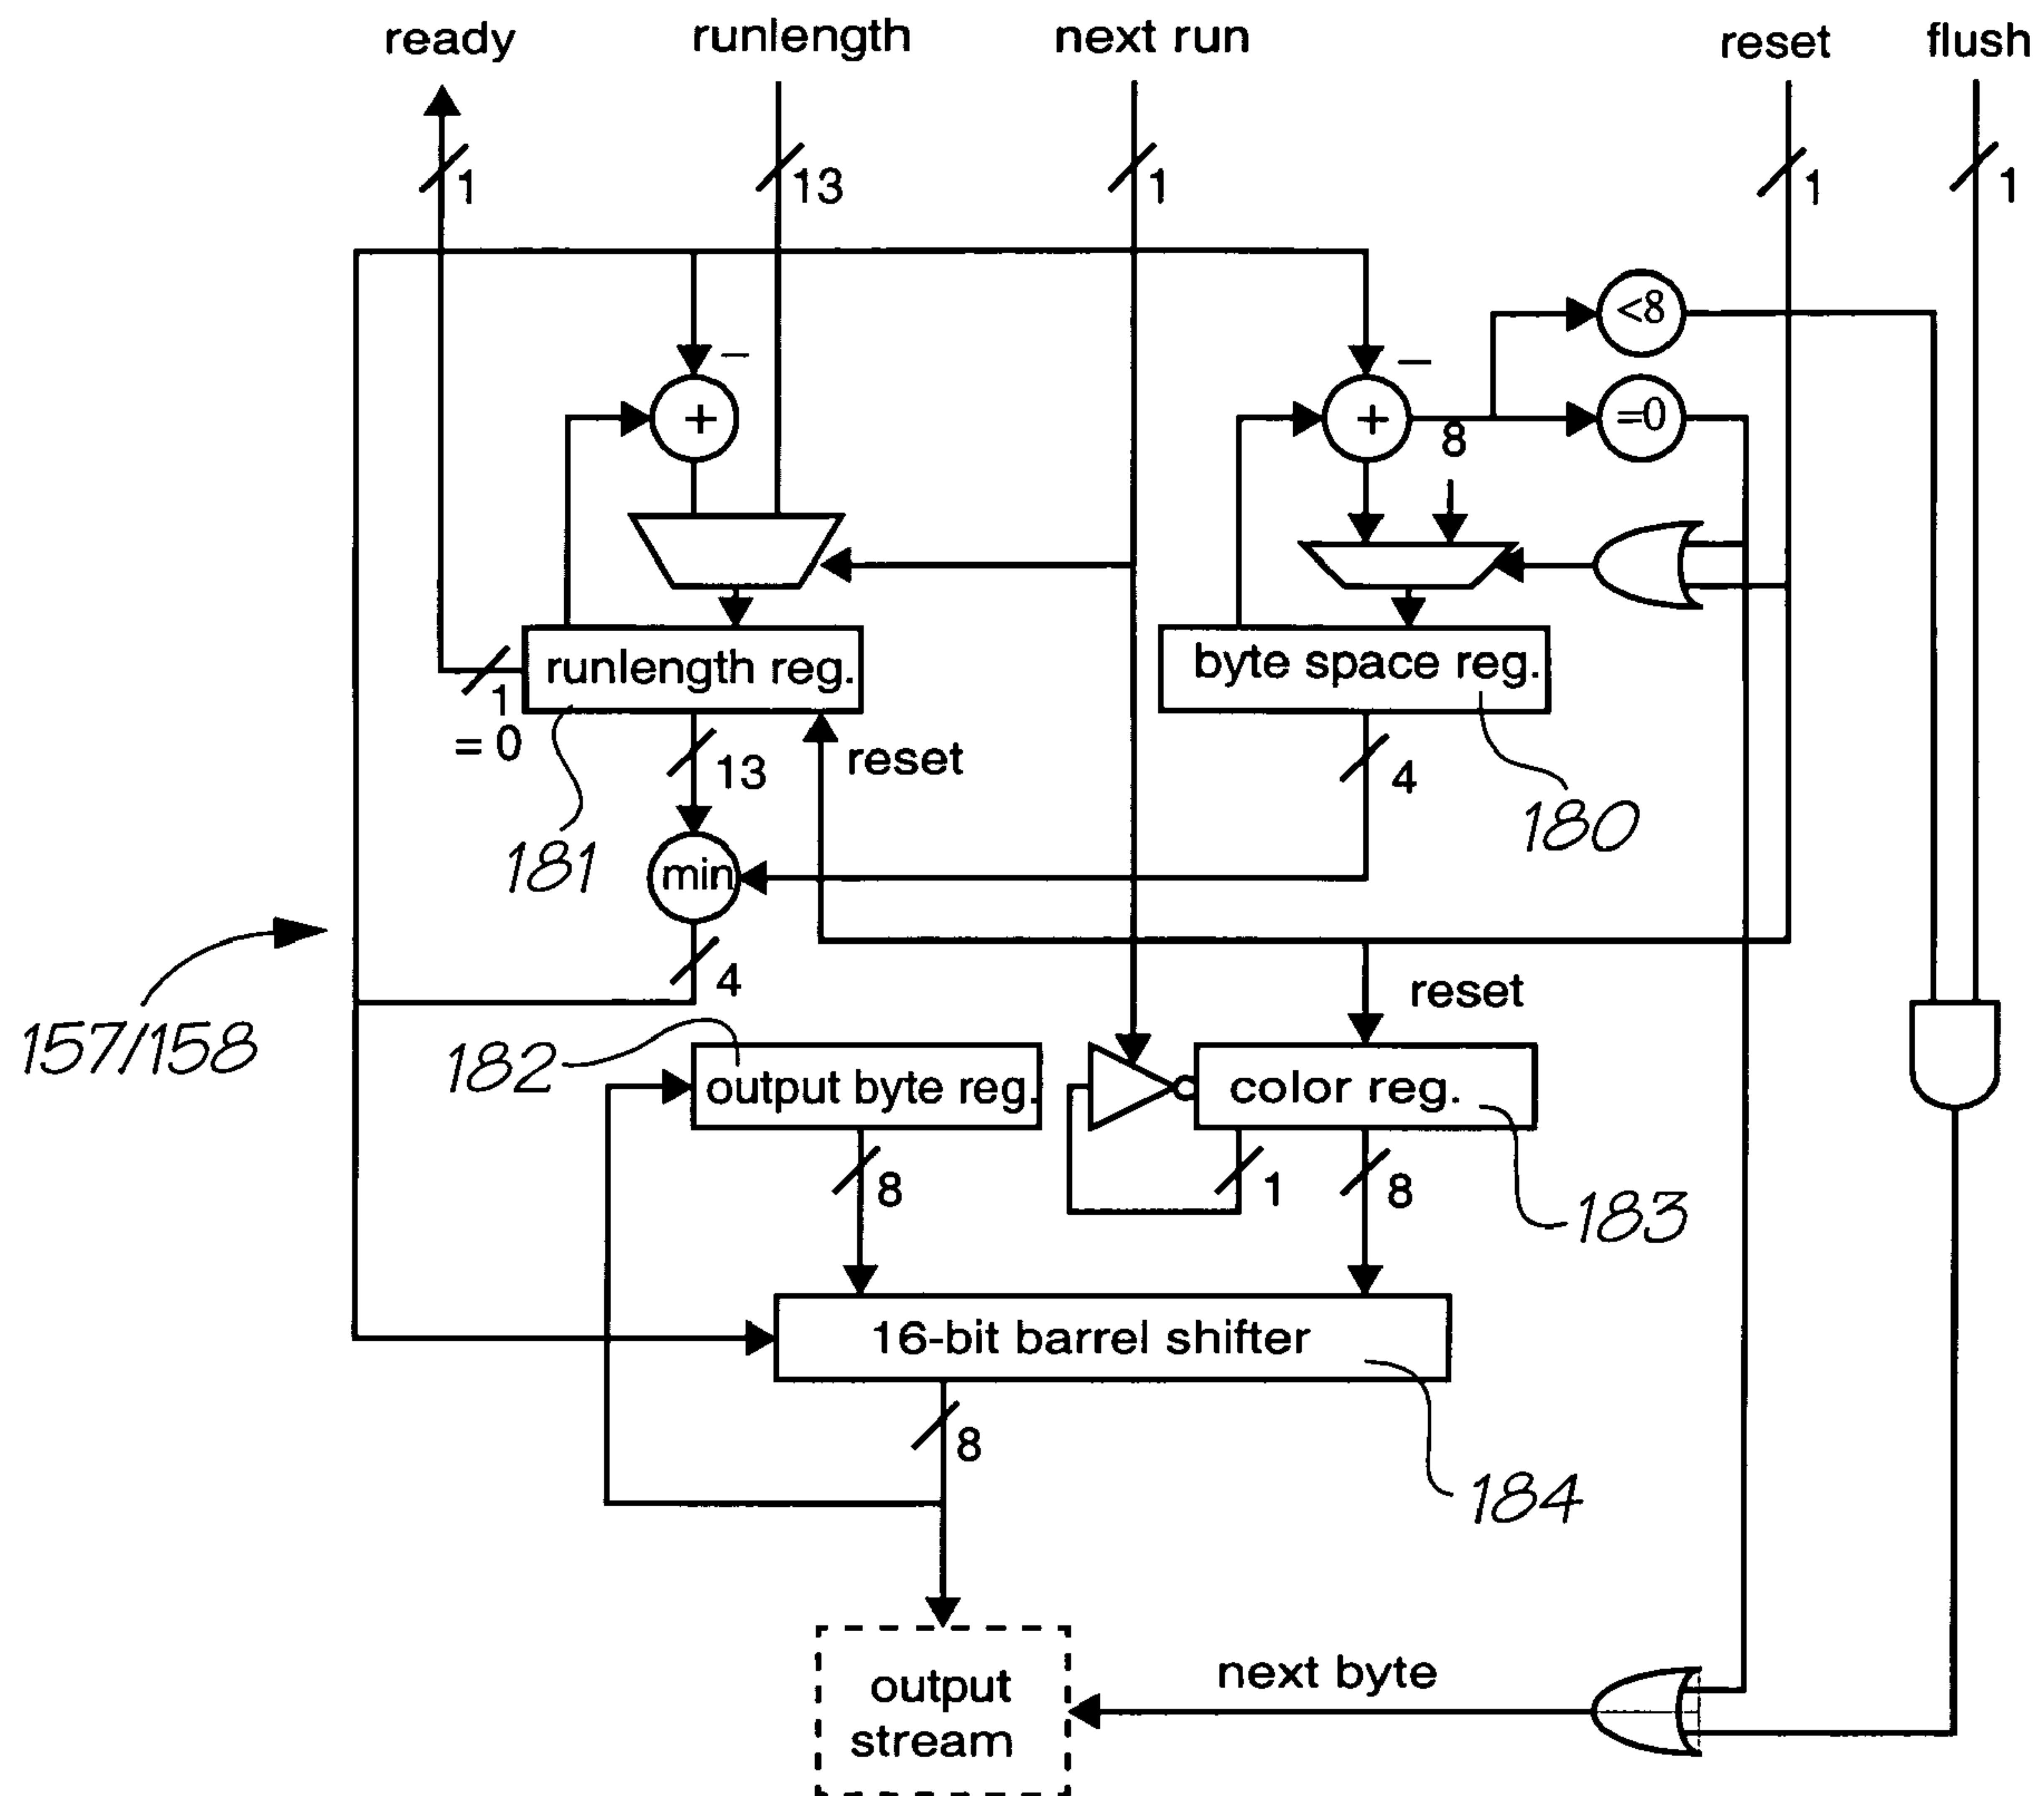 ready runlength next run reset flush
1 13 1 1 1
<8
– –
+ + =0
8
runlength reg. byte space reg.
1
= 0 13 reset 4
181 180
min
157/158
4
reset
182
output byte reg. color reg.
8 1 8
183
16-bit barrel shifter
8
184
next byte
output
stream